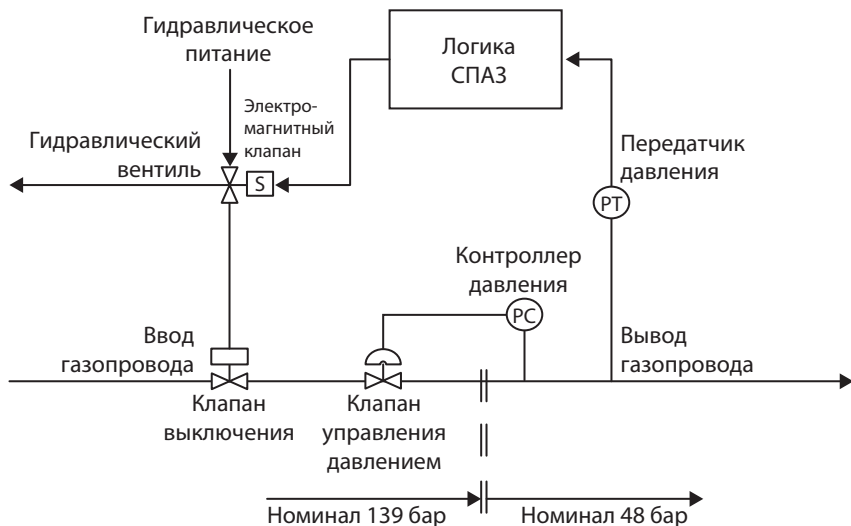 Гидравлическое
питание
Логика
СПАЗ
Электро-
магнитный
клапан
Гидравлический
вентиль
S
Передатчик
давления
PT
Контроллер
давления
PC
Ввод
газопровода
Вывод
газопровода
Клапан
выключения
Клапан
управления
давлением
Номинал 139 бар
Номинал 48 бар